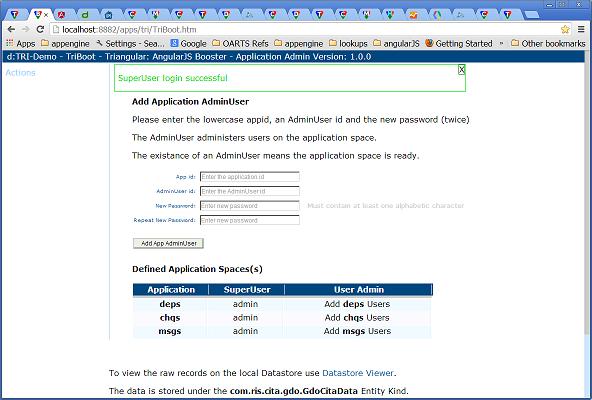 localhost:8882/apps/tri/TriBoot.htm
Apps appengine Settings - Sea... Google OARTS Refs appengine lookups angularJS Getting Started » Other bookmarks
d:TRI-Demo - TriBoot - Triangular: AngularJS Booster - Application Admin Version: 1.0.0
Actions
SuperUser login successful
X
Add Application AdminUser
Please enter the lowercase appid, an AdminUser id and the new password (twice)
The AdminUser administers users on the application space.
The existance of an AdminUser means the application space is ready.
App id: Enter the application id
AdminUser id: Enter the AdminUser id
New Password: Enter new password Must contain at least one alphabetic character
Repeat New Password: Enter new password
Add App AdminUser
Defined Application Spaces(s)
Application SuperUser User Admin
deps admin Add deps Users
chqs admin Add chqs Users
msgs admin Add msgs Users
To view the raw records on the local Datastore use Datastore Viewer.
The data is stored under the com.ris.cita.gdo.GdoCitaData Entity Kind.